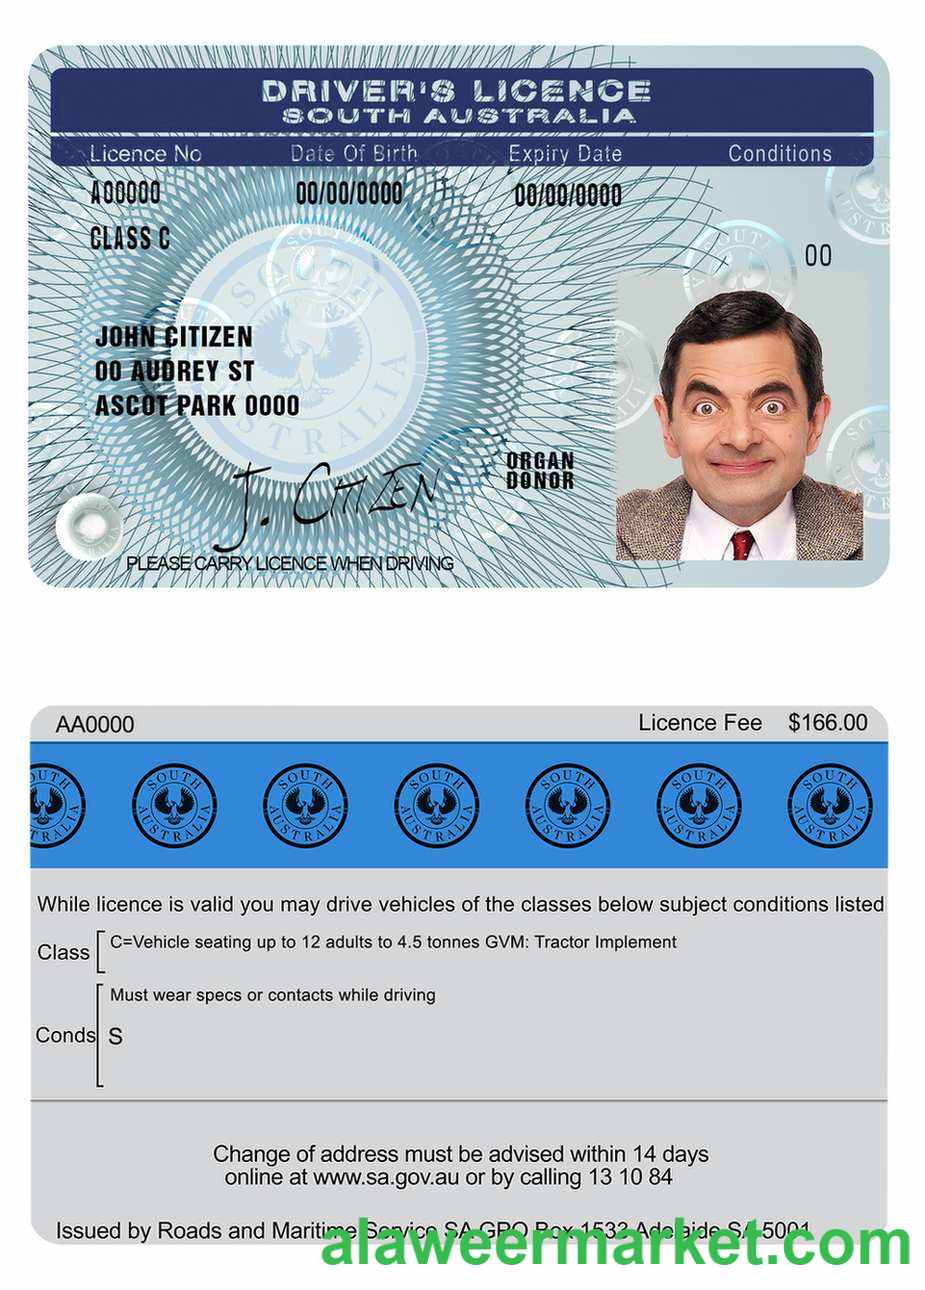 DRIVER'S LICENCE
SOUTH AUSTRALIA
Licence No Date Of Birth Expiry Date Conditions
A00000 00/00/0000 00/00/0000
CLASS C
00
JOHN CITIZEN
00 AUDREY ST
ASCOT PARK 0000
SOUTH AUSTRALIA
J. CITIZEN
ORGAN
DONOR
PLEASE CARRY LICENCE WHEN DRIVING
AA0000 Licence Fee $166.00
SOUTH AUSTRALIA SOUTH AUSTRALIA SOUTH AUSTRALIA SOUTH AUSTRALIA SOUTH AUSTRALIA SOUTH AUSTRALIA SOUTH AUSTRALIA
While licence is valid you may drive vehicles of the classes below subject conditions listed
Class C=Vehicle seating up to 12 adults to 4.5 tonnes GVM: Tractor Implement
Must wear specs or contacts while driving
Conds S
Change of address must be advised within 14 days
online at www.sa.gov.au or by calling 13 10 84
Issued by Roads and Maritime Service SA GPO Box 1533 Adelaide SA 5001
alaweermarket.com